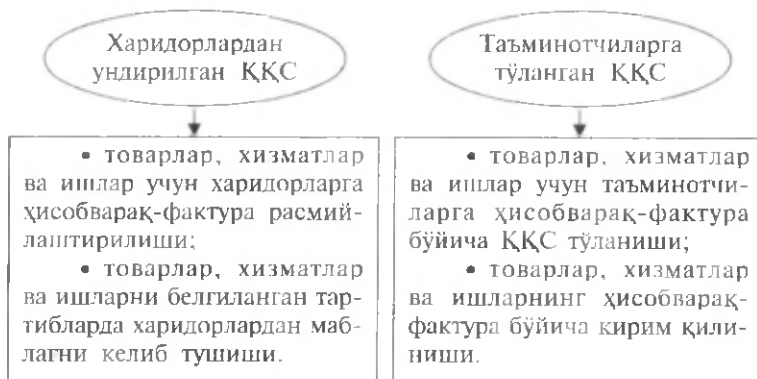 Харидорлардан
ундирилган ҚҚС
Таъминотчиларга
тўланган ҚҚС
• товарлар, хизматлар
ва ишлар учун харидорларга
ҳисобварақ-фактура расмий-
лаштирилиши;
• товарлар, хизматлар
ва ишларни белгиланган тар-
тибларда харидорлардан маб-
лагни келиб тушиши.
• товарлар, хизматлар
ва ишлар учун таъминотчи-
ларга ҳисобварақ-фактура
бўйича ҚҚС тўланиши;
• товарлар, хизматлар
ва ишларнинг ҳисобварақ-
фактура бўйича кирим қили-
ниши.